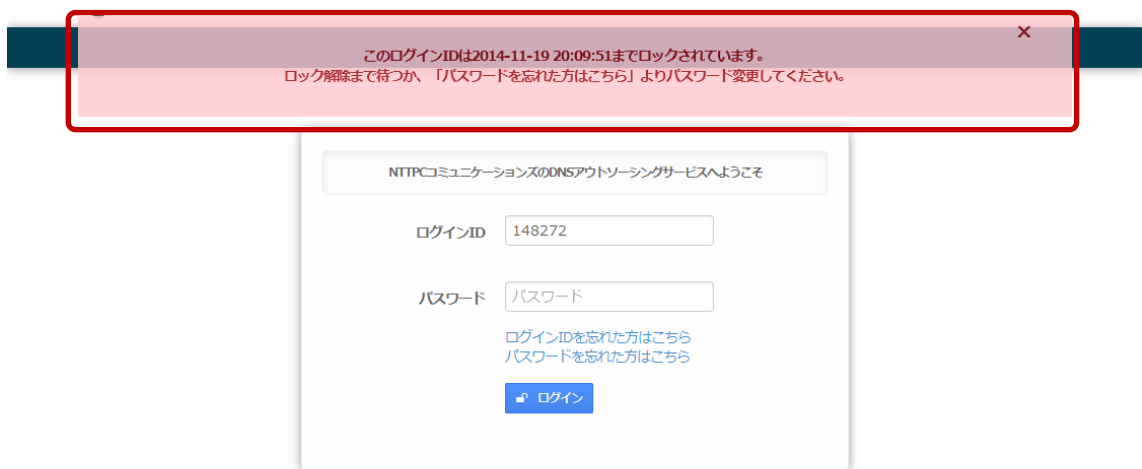 ×
このログインIDは2014-11-19 20:09:51までロックされています。
ロック解除まで待つか、「パスワードを忘れた方はこちら」よりパスワード変更してください。
NTTPCコミュニケーションズのDNSアウトソーシングサービスへようこそ
ログインID
148272
パスワード
パスワード
ログインIDを忘れた方はこちら
パスワードを忘れた方はこちら
ログイン